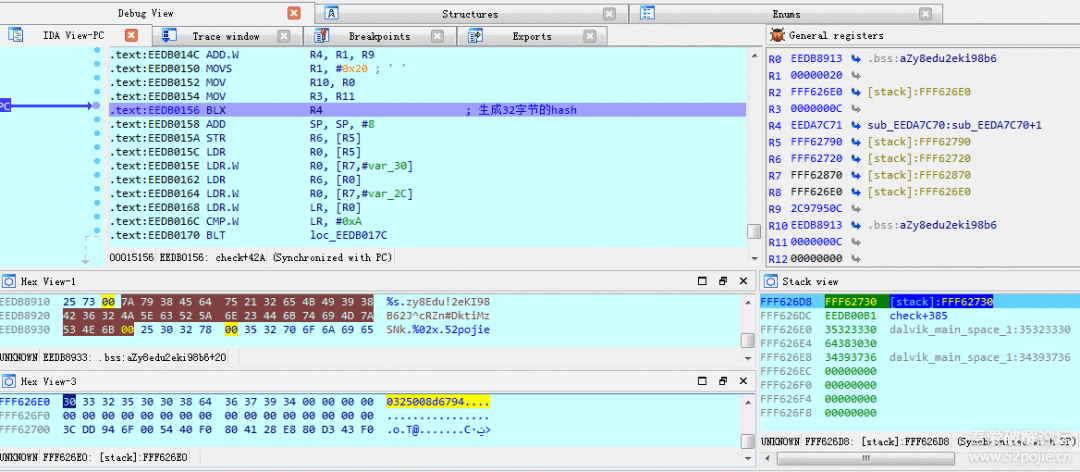 Debug View
Structures
Enums
IDA View-PC
Trace window
Breakpoints
Exports
General registers
.text:EEDB014C ADD.W R4, R1, R9
.text:EEDB0150 MOVS R1, #0x20 ; ' '
.text:EEDB0152 MOV R10, R0
.text:EEDB0154 MOV R3, R11
PC
.text:EEDB0156 BLX R4 ; 生成32字节的hash
.text:EEDB0158 ADD SP, SP, #8
.text:EEDB015A STR R6, [R5]
.text:EEDB015C LDR R0, [R5]
.text:EEDB015E LDR.W R0, [R7,#var_30]
.text:EEDB0162 LDR R6, [R0]
.text:EEDB0164 LDR.W R0, [R7,#var_2C]
.text:EEDB0168 LDR.W LR, [R0]
.text:EEDB016C CMP.W LR, #0xA
.text:EEDB0170 BLT loc_EEDB017C
00015156 EEDB0156: check+42A (Synchronized with PC)
R0 EEDB8913 .bss:aZy8edu2eki98b6
R1 00000020
R2 FFF626E0 [stack]:FFF626E0
R3 0000000C
R4 EEDA7C71 sub_EEDA7C70:sub_EEDA7C70+1
R5 FFF62790 [stack]:FFF62790
R6 FFF62720 [stack]:FFF62720
R7 FFF62870 [stack]:FFF62870
R8 FFF626E0 [stack]:FFF626E0
R9 2C97950C
R10 EEDB8913 .bss:aZy8edu2eki98b6
R11 0000000C
R12 00000000
Hex View-1
EEDB8910 25 73 00 7A 79 38 45 64 75 21 32 65 4B 49 39 38 %s.zy8Edu!2eKI98
EEDB8920 42 36 32 4A 5E 63 52 5A 6E 23 44 6B 74 69 4D 7A B62J^cRZn#DktiMz
EEDB8930 53 4E 6B 00 25 30 32 78 00 35 32 70 6F 6A 69 65 SNk.%02x.52pojie
UNKNOWN EEDB8933: .bss:aZy8edu2eki98b6+20
Hex View-3
FFF626E0 30 33 32 35 30 30 38 64 36 37 39 34 00 00 00 00 0325008d6794....
FFF626F0 00 00 00 00 00 00 00 00 00 00 00 00 00 00 00 00 ................
FFF62700 3C DD 94 6F 00 54 40 F0 80 41 28 E8 80 D3 43 F0
UNKNOWN FFF626E0: [stack]:FFF626E0
Stack view
FFF626D8 FFF62730 [stack]:FFF62730
FFF626DC EEDB00B1 check+385
FFF626E0 35323330 dalvik_main_space_1:35323330
FFF626E4 64383030
FFF626E8 34393736 dalvik_main_space_1:34393736
FFF626EC 00000000
FFF626F0 00000000
FFF626F4 00000000
FFF626F8 00000000
UNKNOWN FFF626D8: [stack]:FFF626D8 (Synchronized with SP)
吾爱破解论坛
www.52pojie.cn